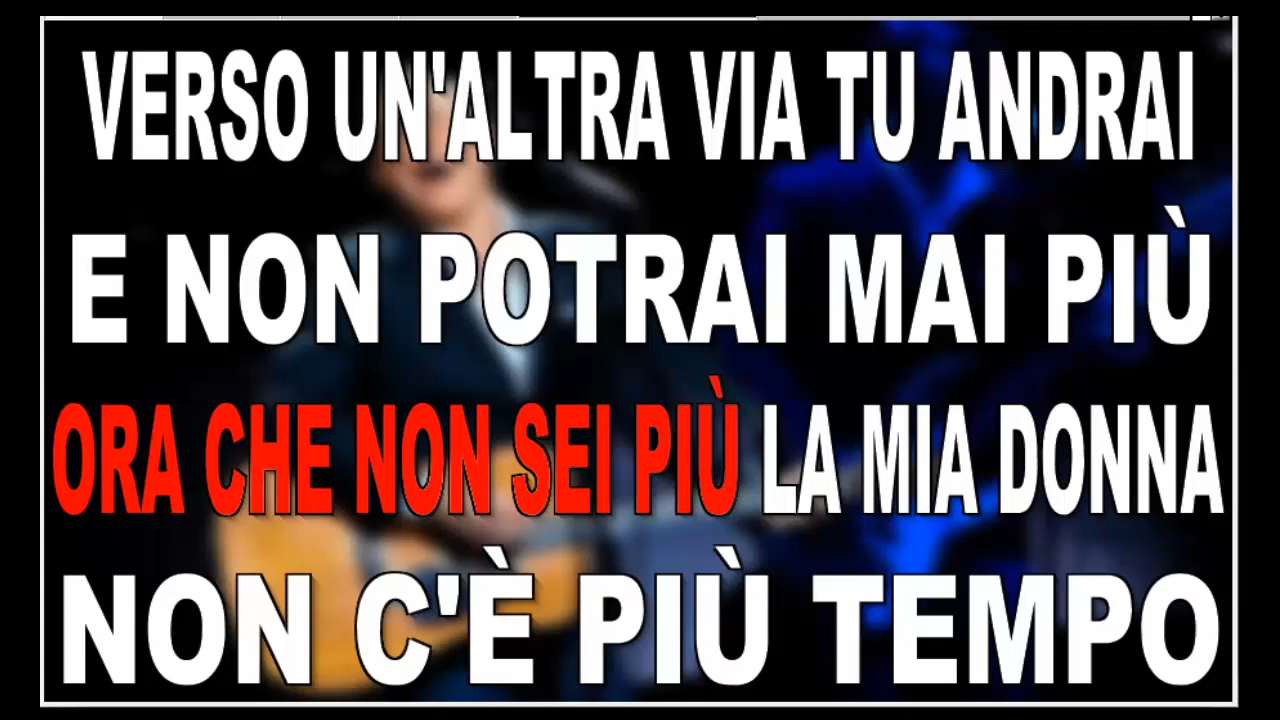 VERSO UN'ALTRA VIA TU ANDRAI
E NON POTRAI MAI PIÙ
ORA CHE NON SEI PIÙ LA MIA DONNA
NON C'È PIÙ TEMPO